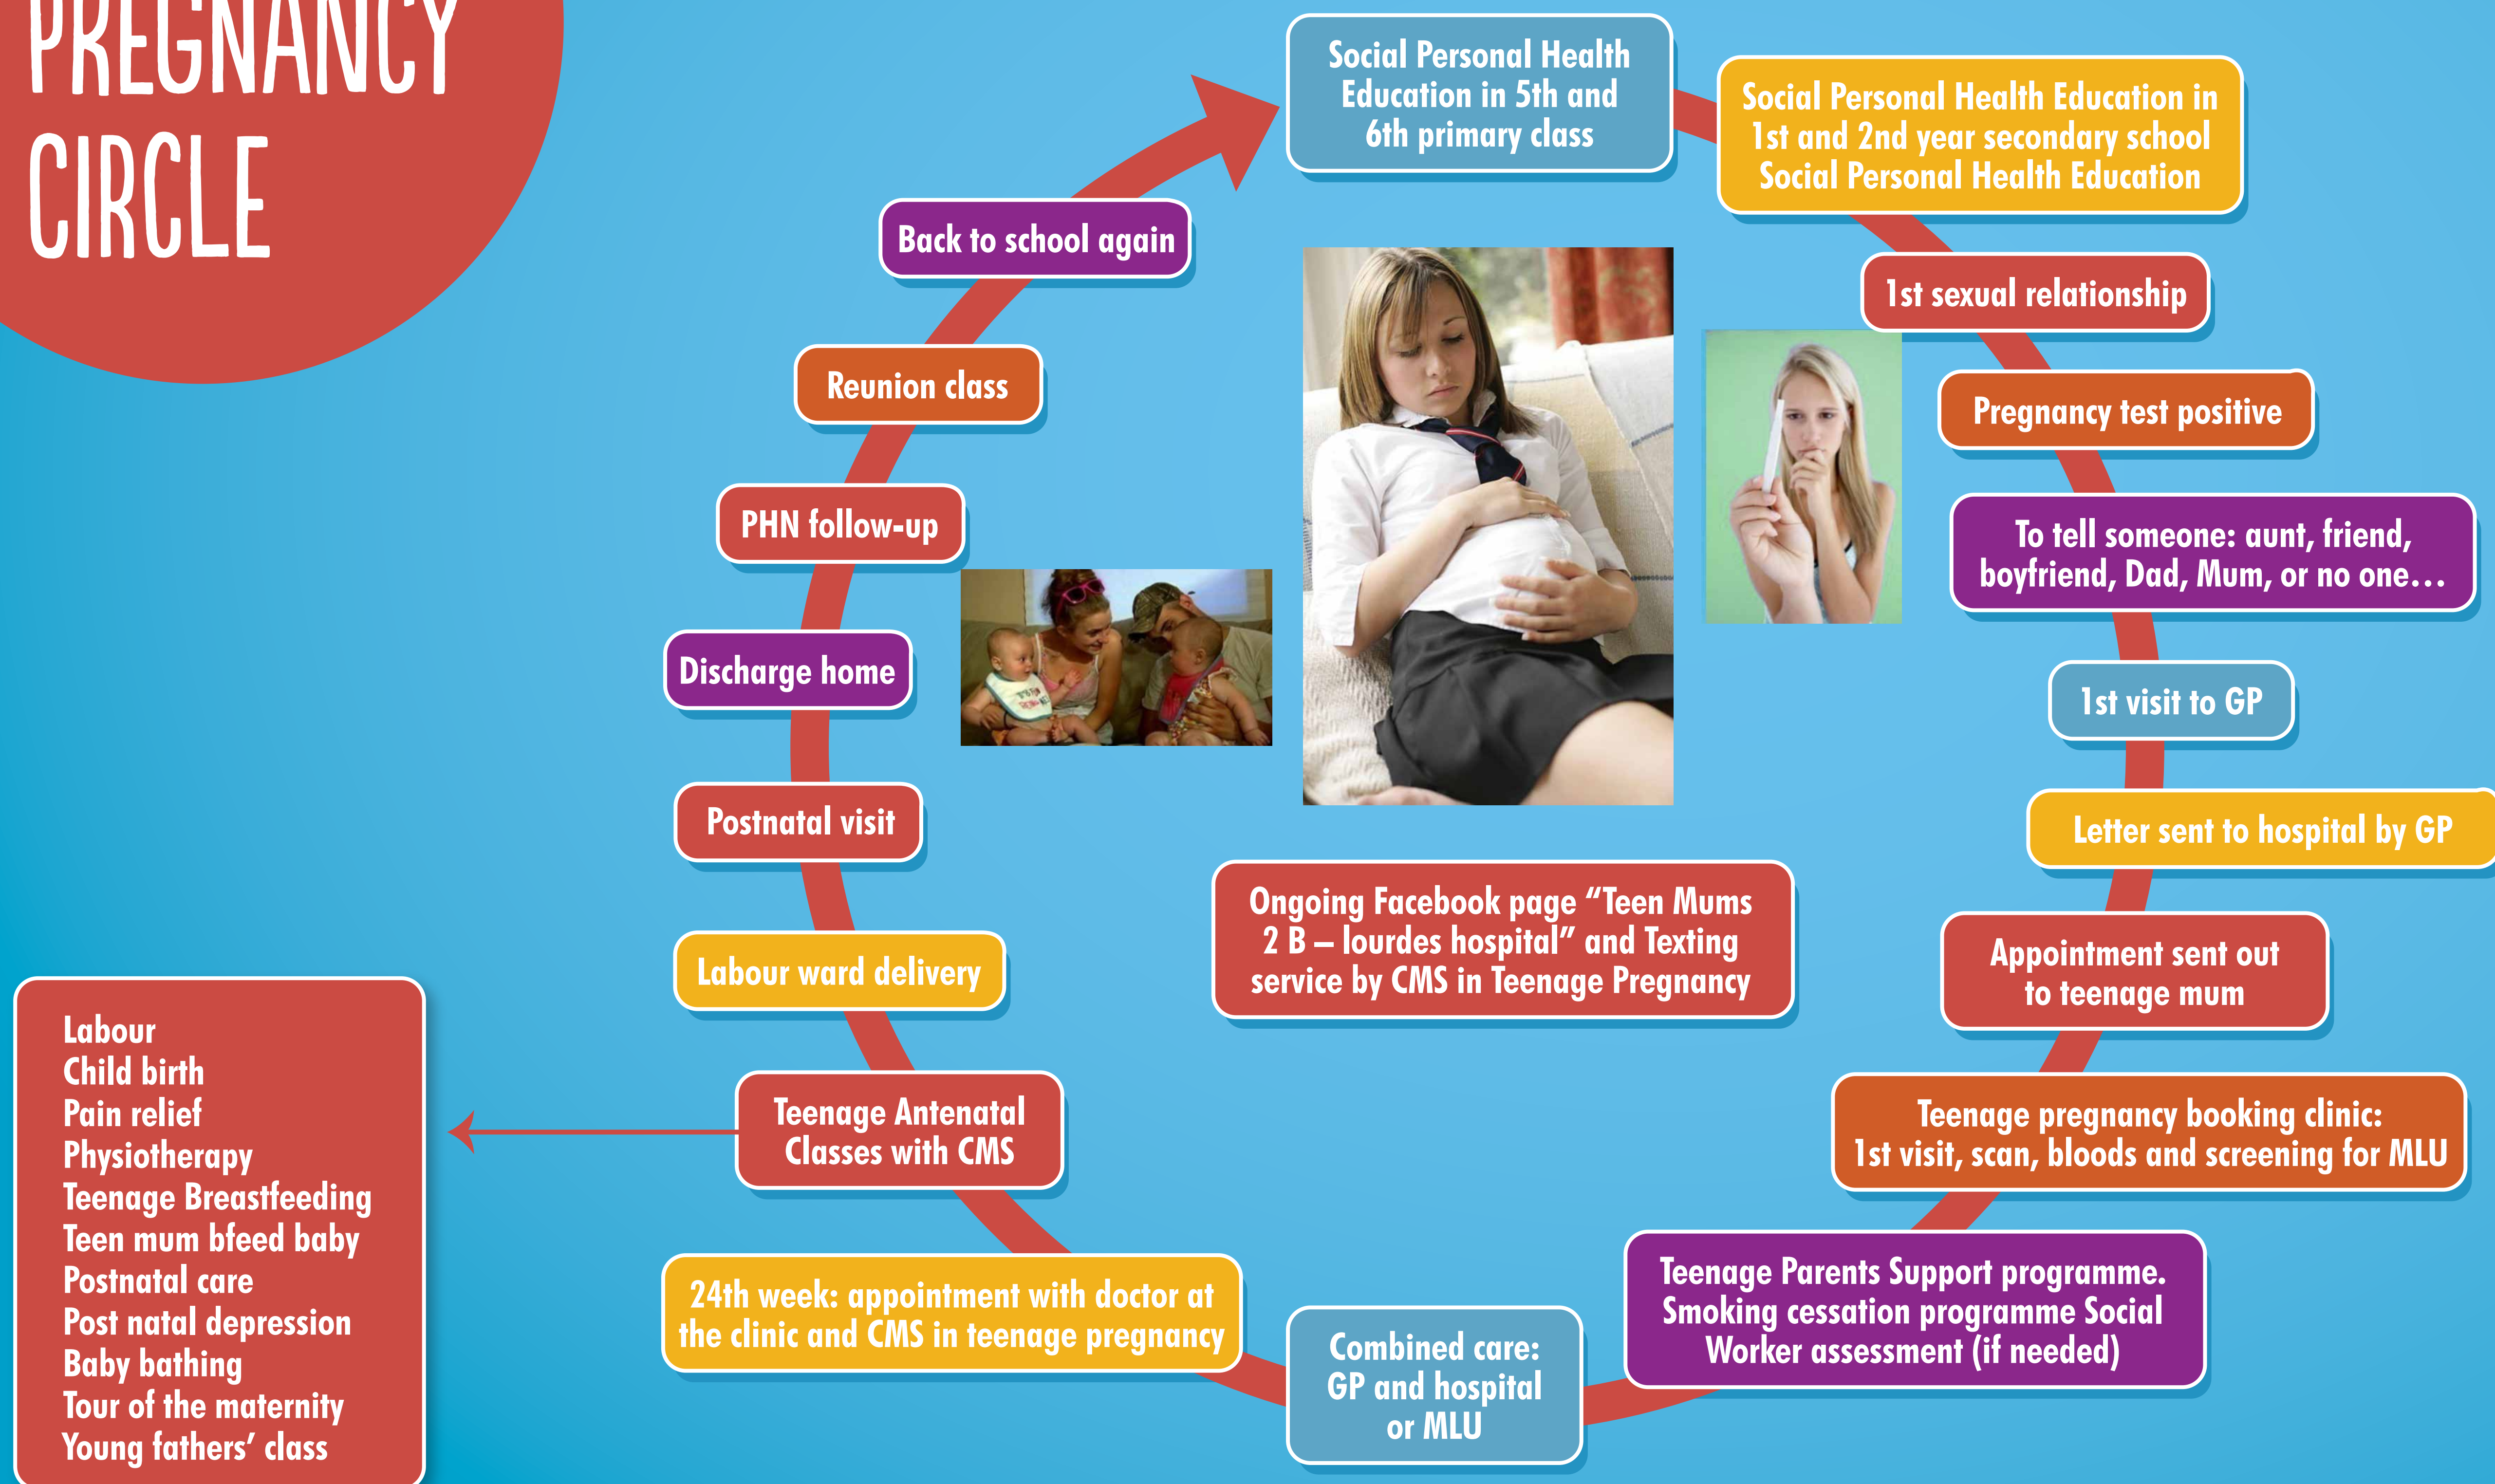 PREGNANCY
CIRCLE
Social Personal Health
Education in 5th and
6th primary class
Social Personal Health Education in
1st and 2nd year secondary school
Social Personal Health Education
1st sexual relationship
Pregnancy test positive
To tell someone: aunt, friend,
boyfriend, Dad, Mum, or no one…
1st visit to GP
Letter sent to hospital by GP
Appointment sent out
to teenage mum
Teenage pregnancy booking clinic:
1st visit, scan, bloods and screening for MLU
Teenage Parents Support programme.
Smoking cessation programme Social
Worker assessment (if needed)
Combined care:
GP and hospital
or MLU
24th week: appointment with doctor at
the clinic and CMS in teenage pregnancy
Teenage Antenatal
Classes with CMS
Labour
Child birth
Pain relief
Physiotherapy
Teenage Breastfeeding
Teen mum bfeed baby
Postnatal care
Post natal depression
Baby bathing
Tour of the maternity
Young fathers’ class
Labour ward delivery
Postnatal visit
Discharge home
PHN follow-up
Reunion class
Back to school again
Ongoing Facebook page “Teen Mums
2 B – lourdes hospital” and Texting
service by CMS in Teenage Pregnancy